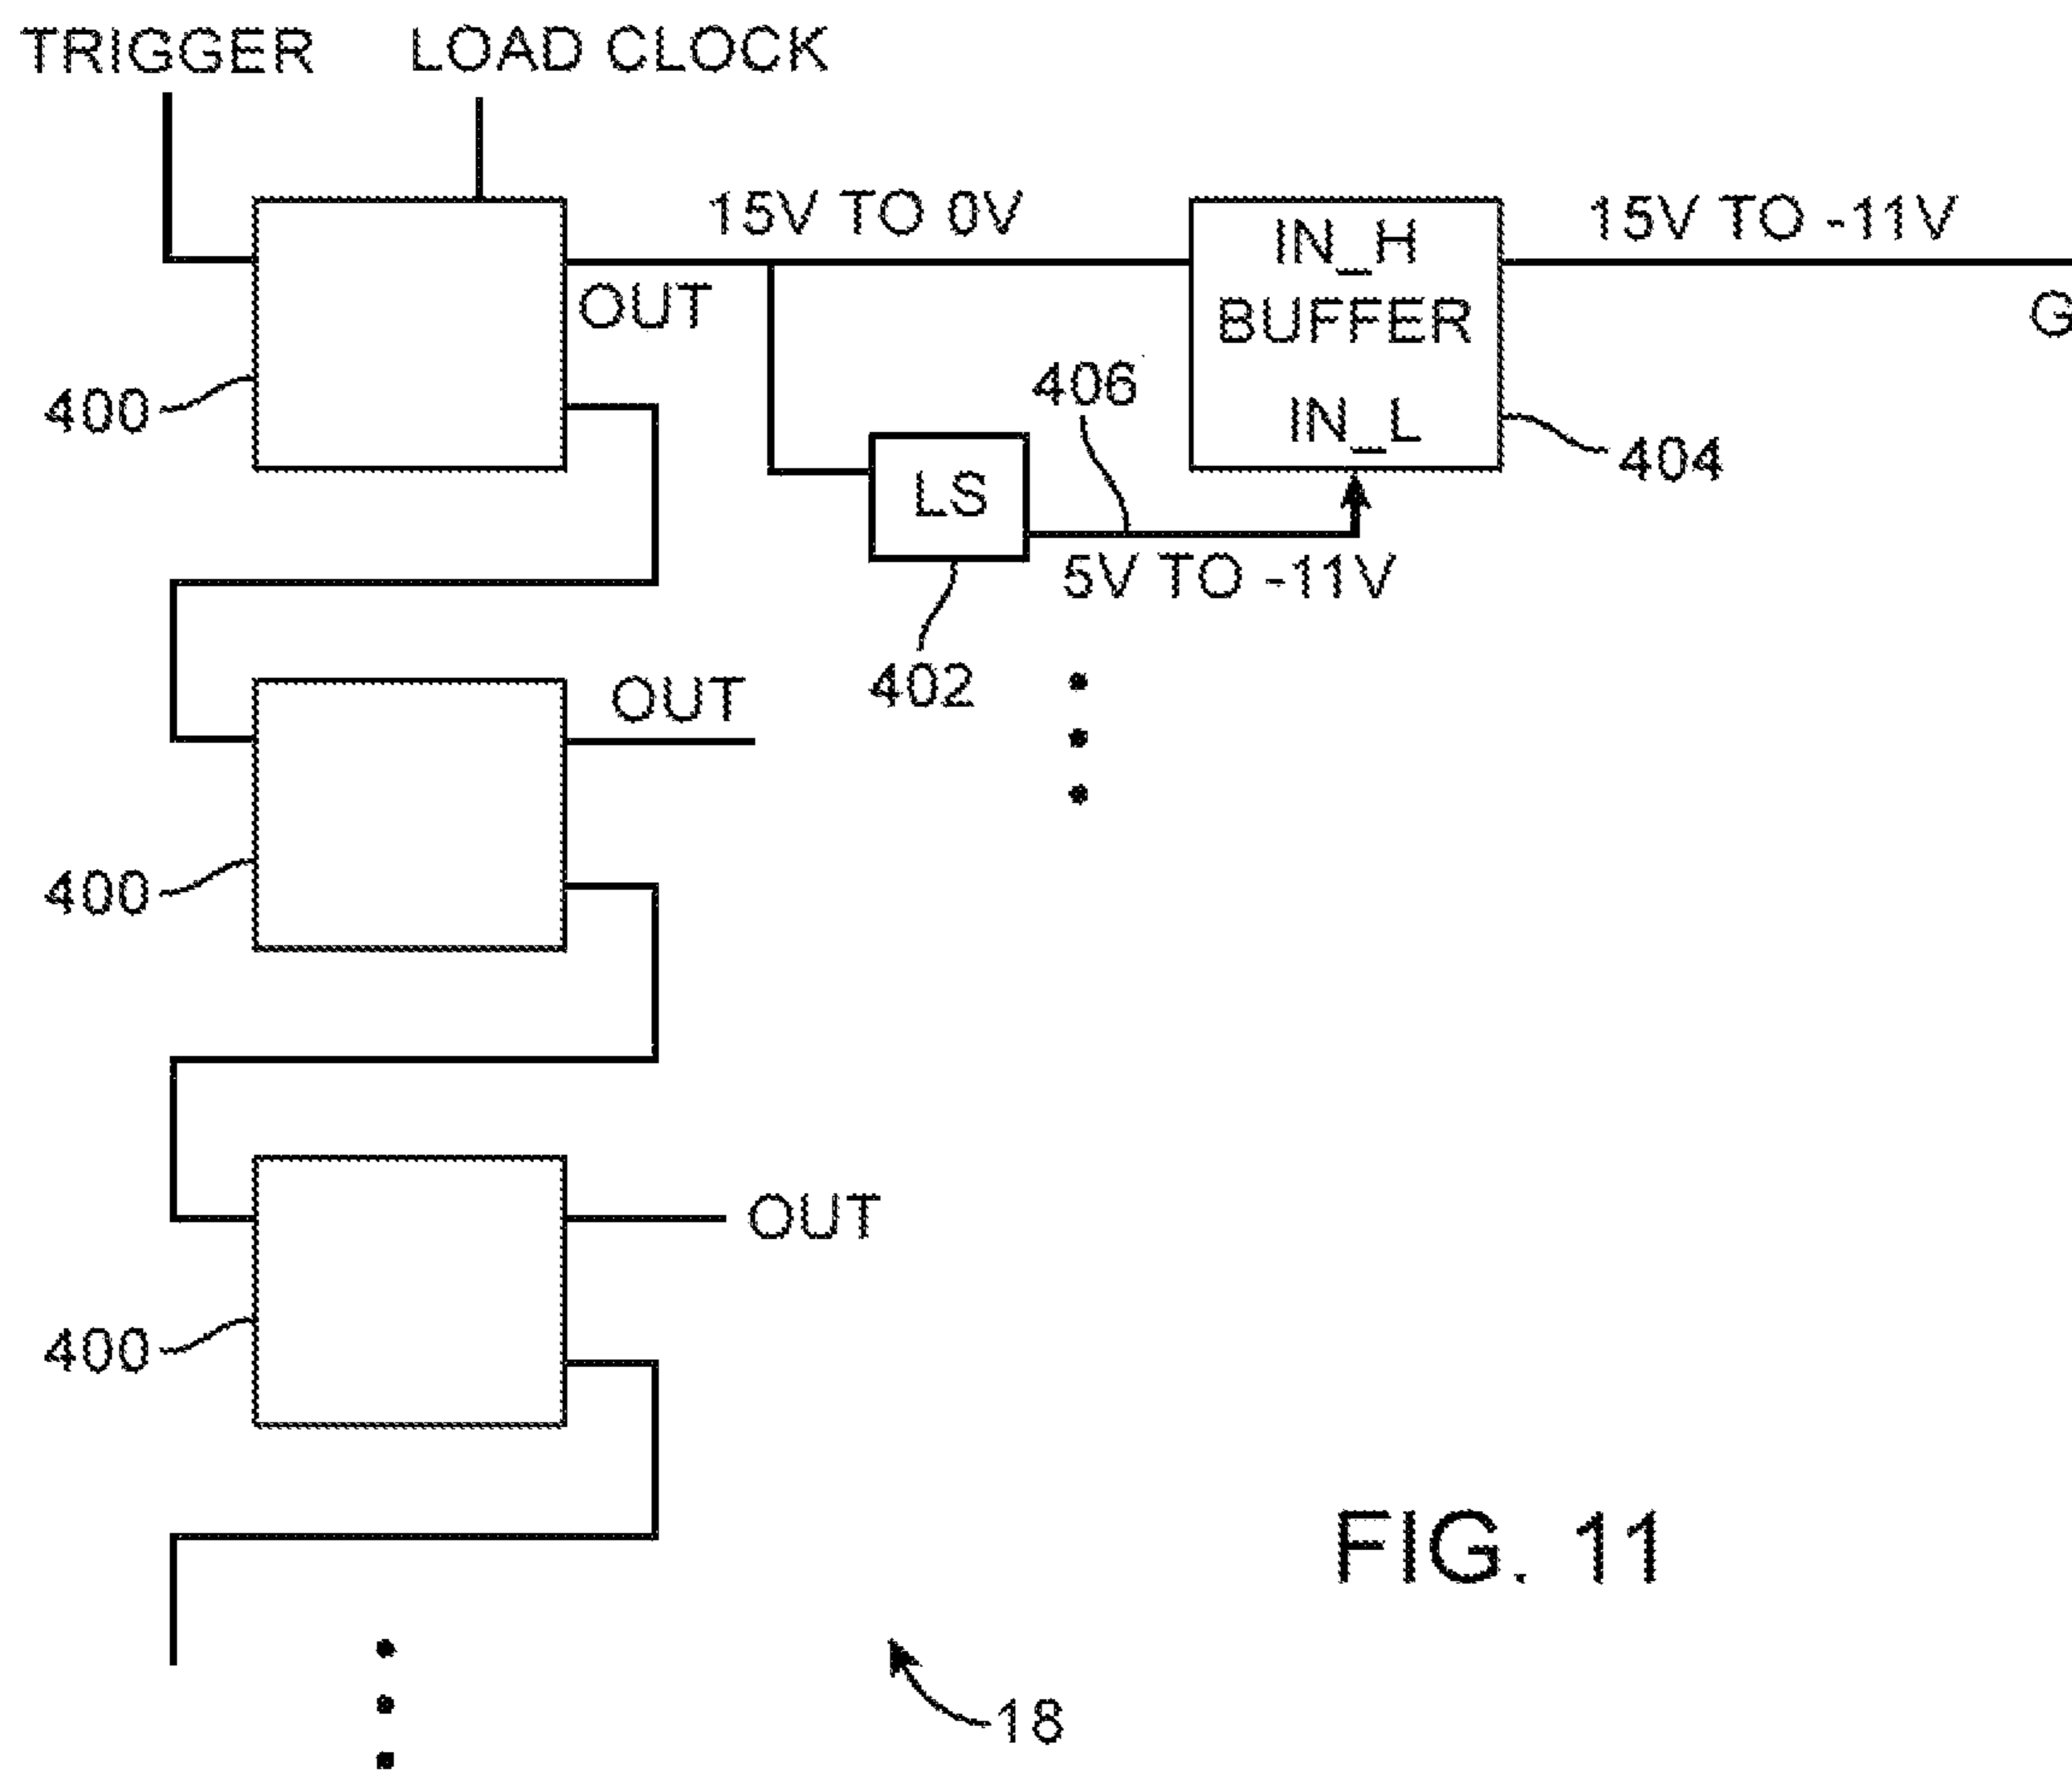 TRIGGER
LOAD CLOCK
15V TO 0V
IN_H
15V TO -11V
OUT
BUFFER
G
400
406
IN_L
404
LS
5V TO -11V
402
OUT
400
OUT
400
FIG. 11
18